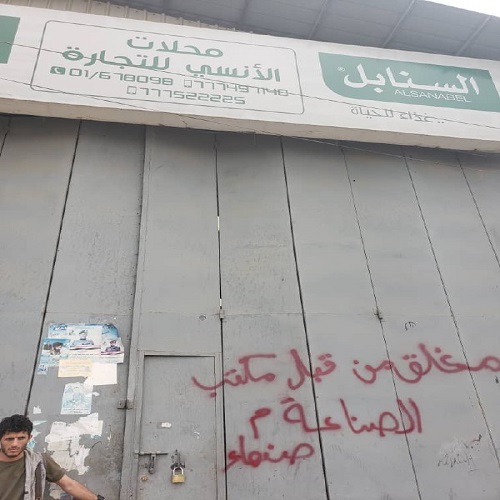 محلات
الأنسي للتجارة
01/678098 777497140
777522225
السنابل
ALSANABEL
.. غذاء للحياة
مغلق من قبل مكتب
الصناعة م
صنعاء